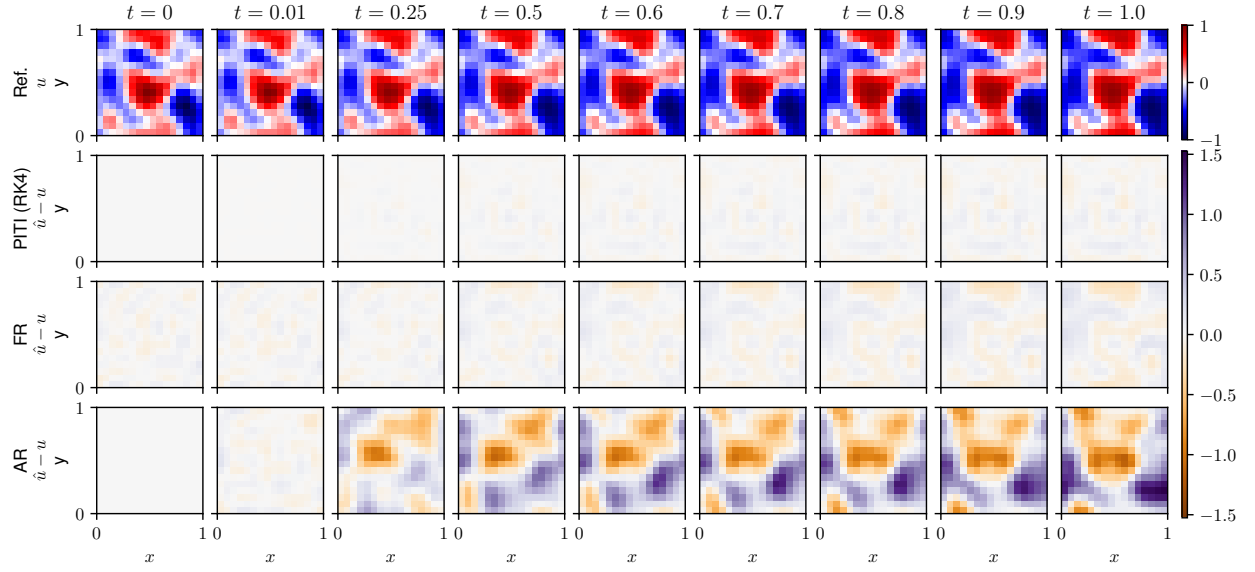 t = 0 t = 0.01 t = 0.25 t = 0.5 t = 0.6 t = 0.7 t = 0.8 t = 0.9 t = 1.0
Ref.
u
y
1
0
1
0
−1
PITI (RK4)
û − u
y
1
0
FR
û − u
y
1
0
AR
û − u
y
1
0
1.5
1.0
0.5
0.0
−0.5
−1.0
−1.5
0 1 0 1 0 1 0 1 0 1 0 1 0 1 0 1 0 1
x x x x x x x x x